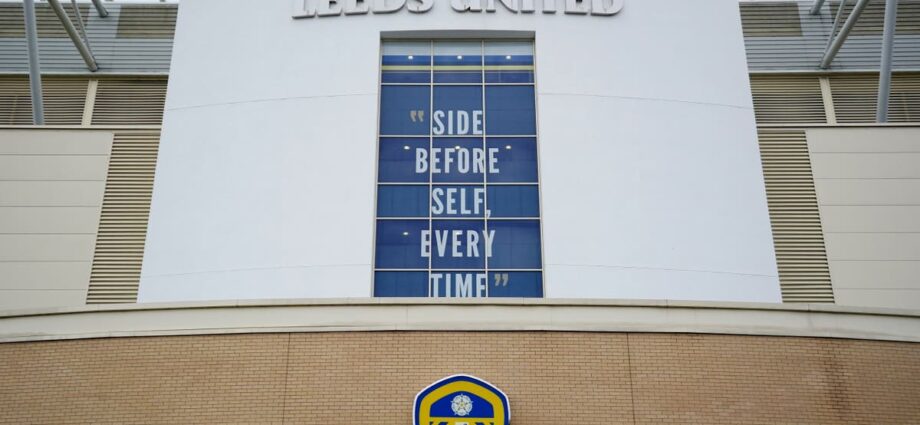 LEEDS UNITED
“SIDE
BEFORE
SELF,
EVERY
TIME”